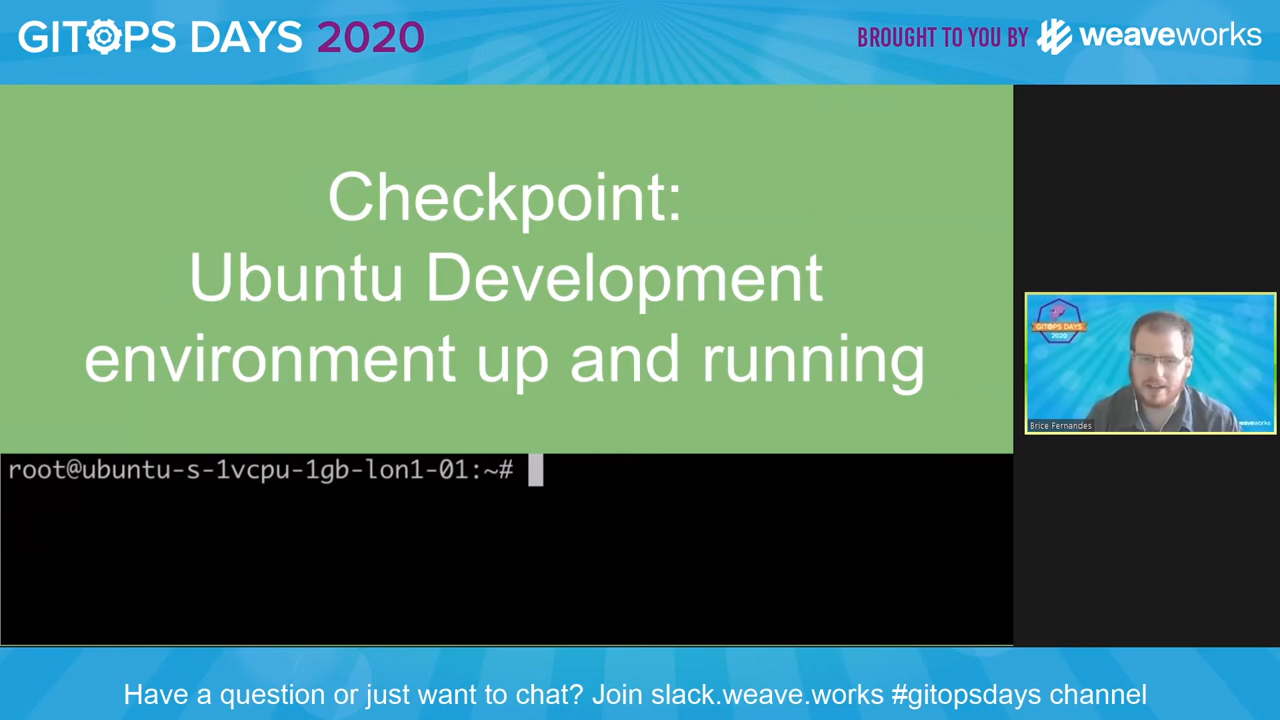 GITOPS DAYS 2020
BROUGHT TO YOU BY weaveworks
Checkpoint:
Ubuntu Development
environment up and running
root@ubuntu-s-1vcpu-1gb-lon1-01:~#
GITOPS DAYS
2020
Brice Fernandes
weaveworks
Have a question or just want to chat? Join slack.weave.works #gitopsdays channel